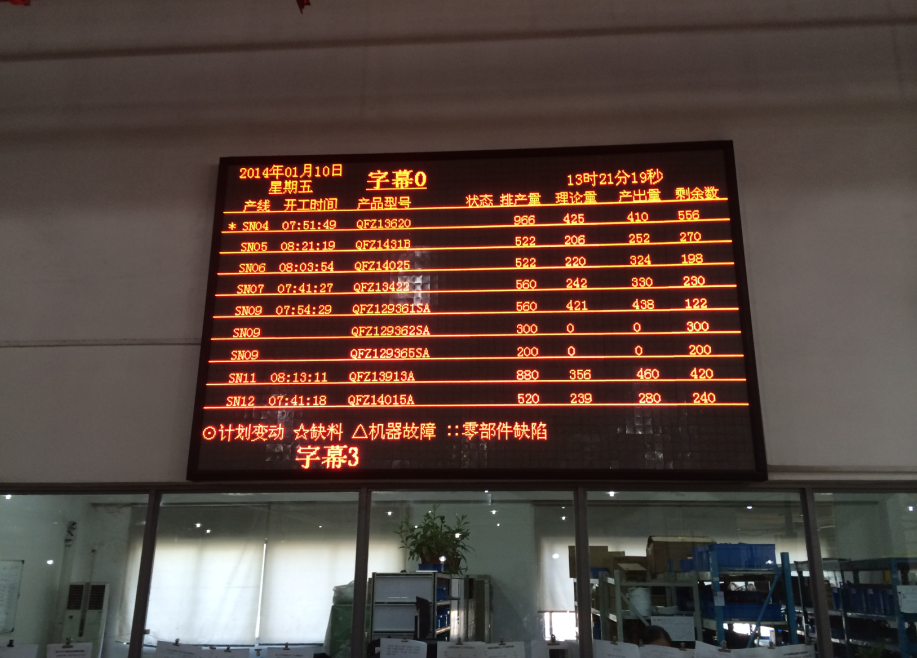 2014年01月10日 字幕0 13时21分19秒
星期五
产线 开工时间 产品型号 状态 排产量 理论量 产出量 剩余数
* SN04 07:51:49 QFZ13620 966 425 410 556
SN05 08:21:19 QFZ1431B 522 206 252 270
SN06 08:03:54 QFZ14025 522 220 324 198
SN07 07:41:27 QFZ13422 560 242 330 230
SN09 07:54:29 QFZ129361SA 560 421 438 122
SN09 QFZ129362SA 300 0 0 300
SN09 QFZ129365SA 200 0 0 200
SN11 08:13:11 QFZ13913A 880 356 460 420
SN12 07:41:18 QFZ14015A 520 239 280 240
⊙计划变动 ☆缺料 △机器故障 ::零部件缺陷
字幕3